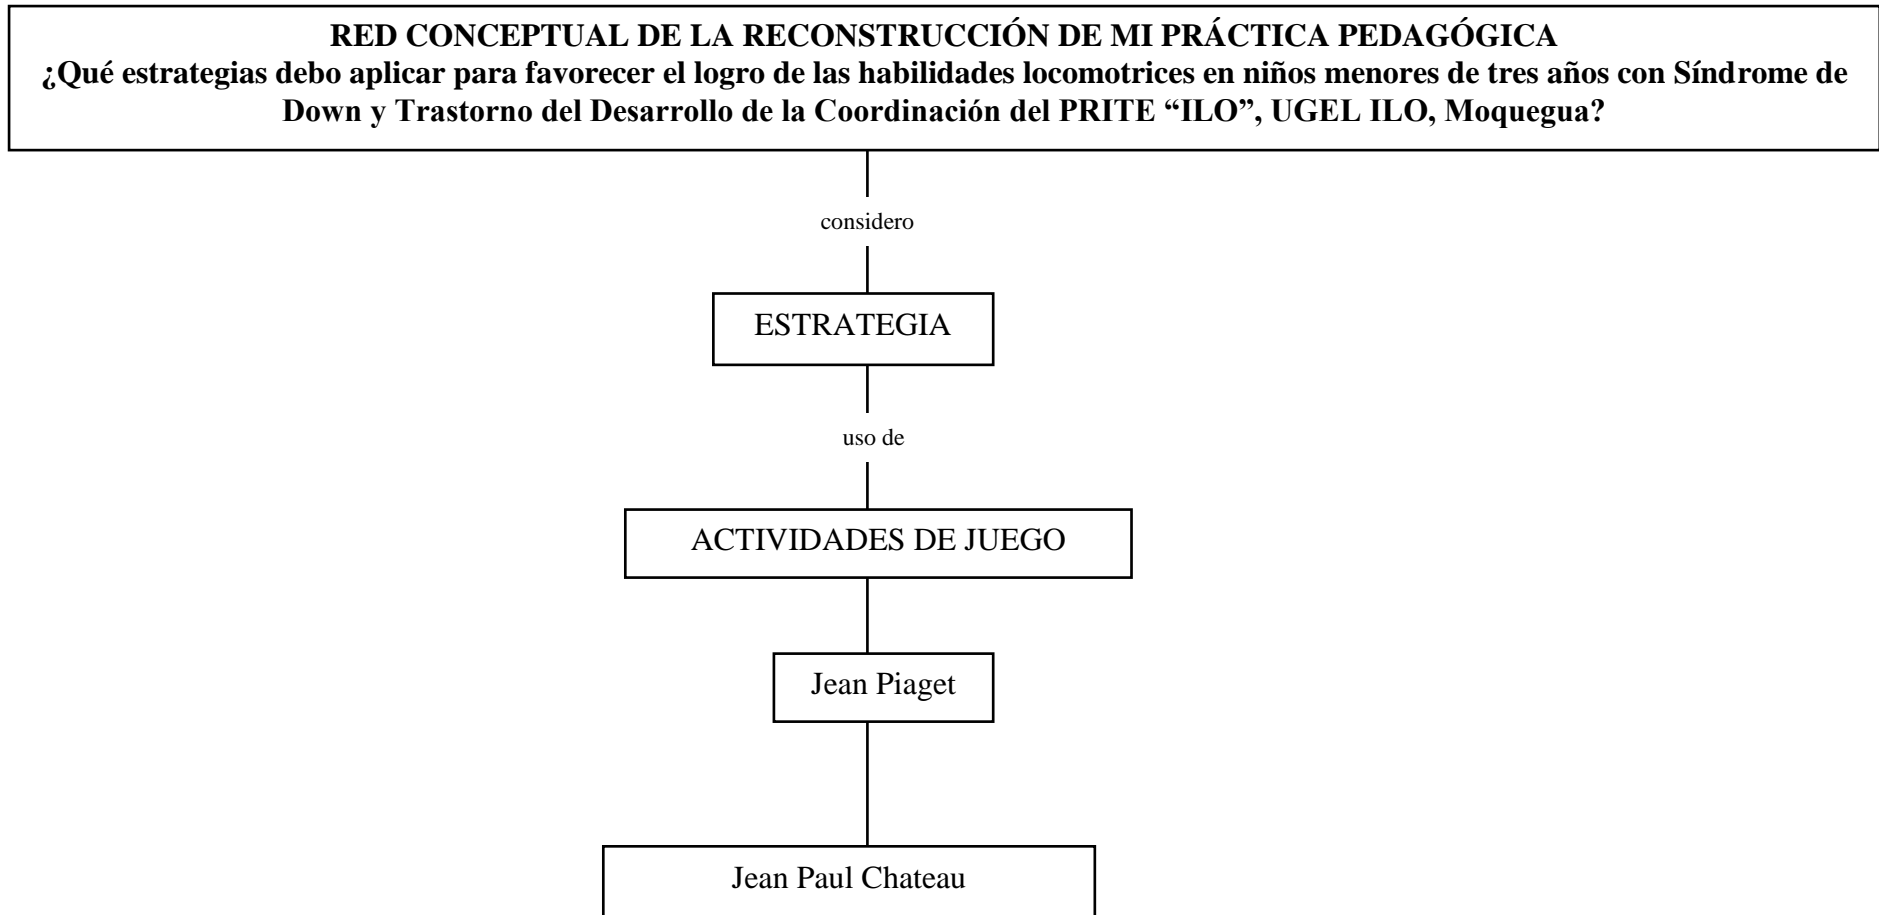 RED CONCEPTUAL DE LA RECONSTRUCCIÓN DE MI PRÁCTICA PEDAGÓGICA
¿Qué estrategias debo aplicar para favorecer el logro de las habilidades locomotrices en niños menores de tres años con Síndrome de
Down y Trastorno del Desarrollo de la Coordinación del PRITE “ILO”, UGEL ILO, Moquegua?
considero
ESTRATEGIA
uso de
ACTIVIDADES DE JUEGO
Jean Piaget
Jean Paul Chateau